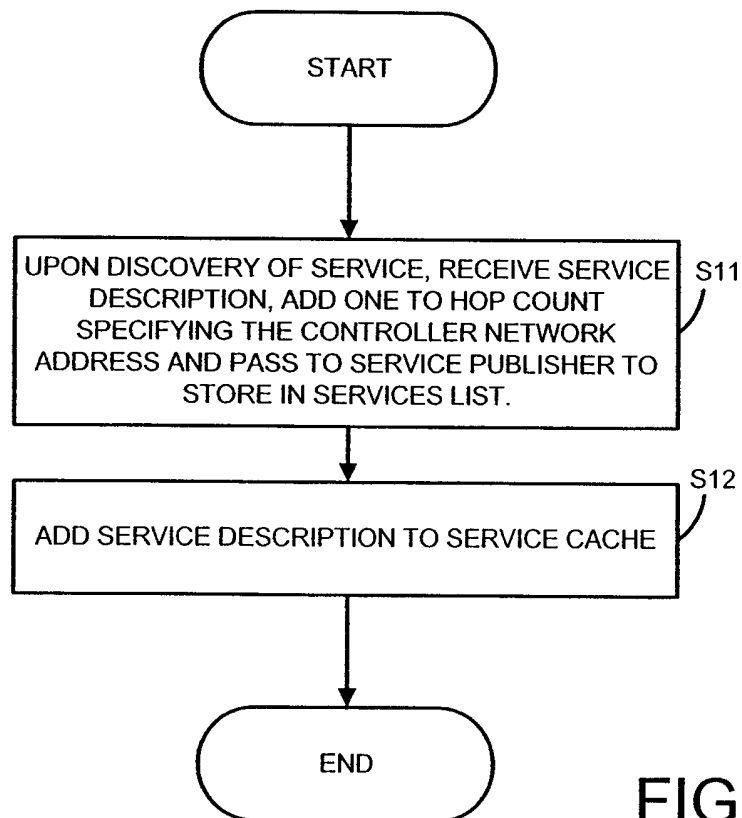 START
UPON DISCOVERY OF SERVICE, RECEIVE SERVICE
DESCRIPTION, ADD ONE TO HOP COUNT
SPECIFYING THE CONTROLLER NETWORK
ADDRESS AND PASS TO SERVICE PUBLISHER TO
STORE IN SERVICES LIST.
S11
S12
ADD SERVICE DESCRIPTION TO SERVICE CACHE
END
FIG